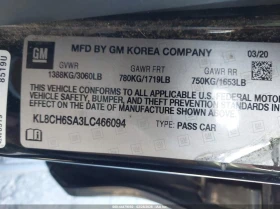 GM
MFD BY GM KOREA COMPANY
03/20
GVWR
GAWR FRT
GAWR RR
1388KG/3060LB
780KG/1719LB
750KG/1653LB
THIS VEHICLE CONFORMS TO ALL APPLICABLE U.S. FEDERAL MOTOR VEHICLE
SAFETY, BUMPER, AND THEFT PREVENTION STANDARDS IN EFFECT ON THE
DATE OF MANUFACTURE SHOWN ABOVE.
KL8CH6SA3LC466094
TYPE: PASS CAR
8519U